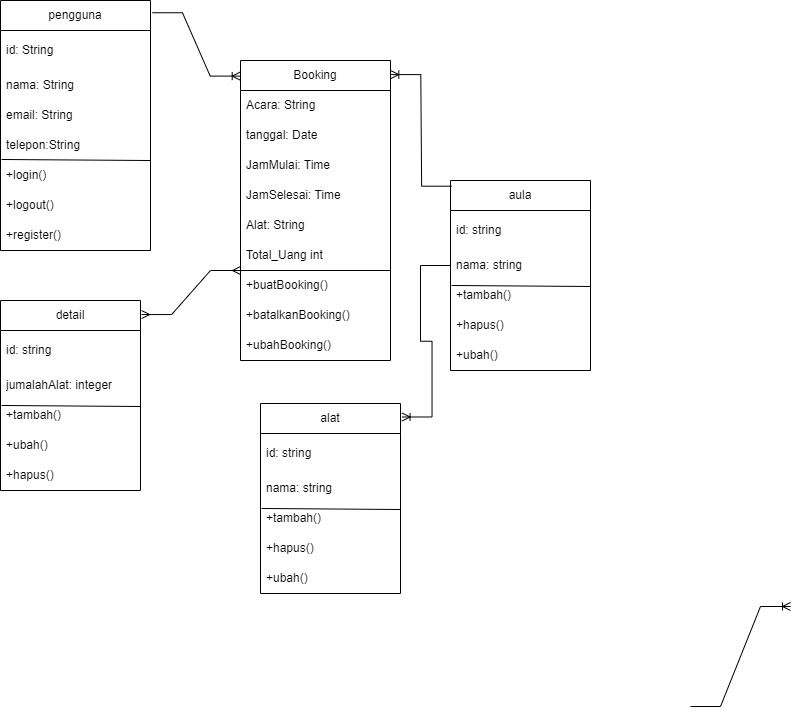 pengguna
id: String
nama: String
email: String
telepon:String
+login()
+logout()
+register()
Booking
Acara: String
tanggal: Date
JamMulai: Time
JamSelesai: Time
Alat: String
Total_Uang int
+buatBooking()
+batalkanBooking()
+ubahBooking()
aula
id: string
nama: string
+tambah()
+hapus()
+ubah()
detail
id: string
jumalahAlat: integer
+tambah()
+ubah()
+hapus()
alat
id: string
nama: string
+tambah()
+hapus()
+ubah()